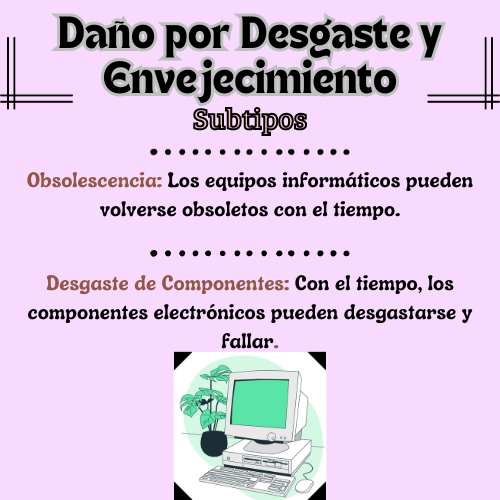 Daño por Desgaste y
Envejecimiento
Subtipos
Obsolescencia: Los equipos informáticos pueden
volverse obsoletos con el tiempo.
Desgaste de Componentes: Con el tiempo, los
componentes electrónicos pueden desgastarse y
fallar.